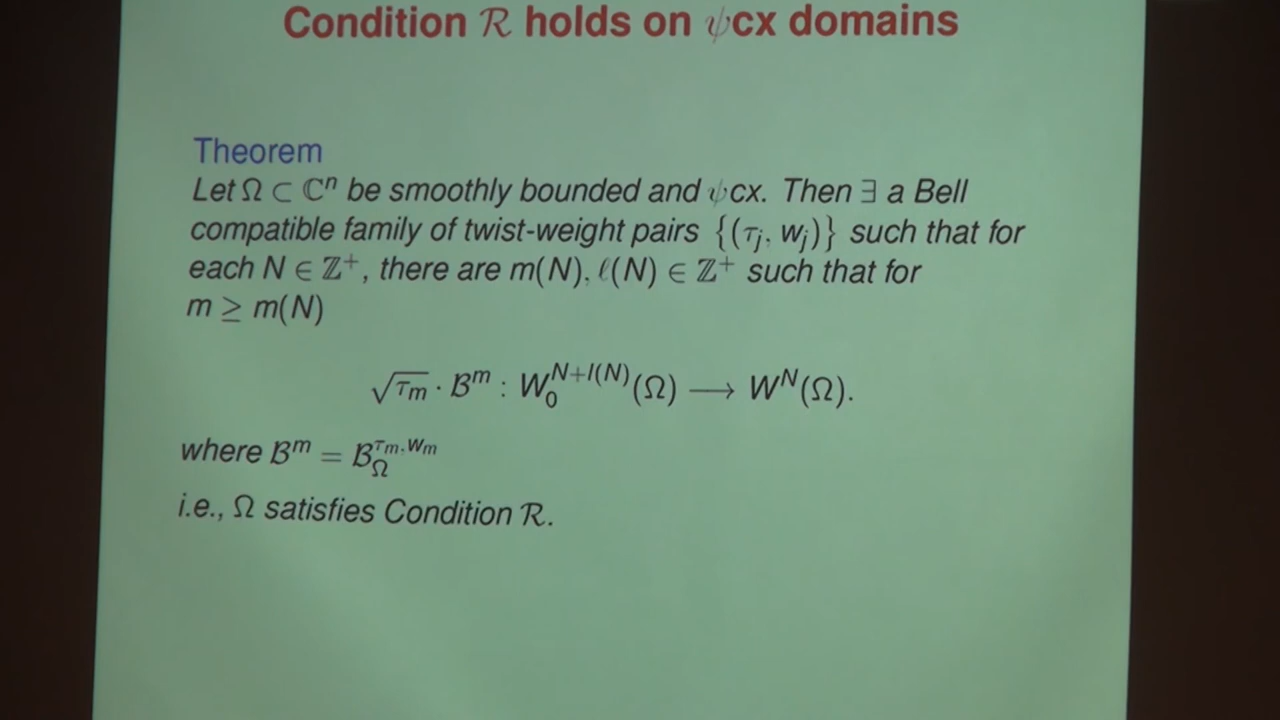 Condition ℛ holds on ψcx domains
Theorem
Let Ω ⊂ ℂⁿ be smoothly bounded and ψcx. Then ∃ a Bell
compatible family of twist-weight pairs {(τⱼ, wⱼ)} such that for
each N ∈ ℤ⁺, there are m(N), ℓ(N) ∈ ℤ⁺ such that for
m ≥ m(N)
√τₘ · ℬᵐ : W₀^{N+l(N)}(Ω) ⟶ W^N(Ω).
where ℬᵐ = ℬ_Ω^{τₘ,wₘ}
i.e., Ω satisfies Condition ℛ.